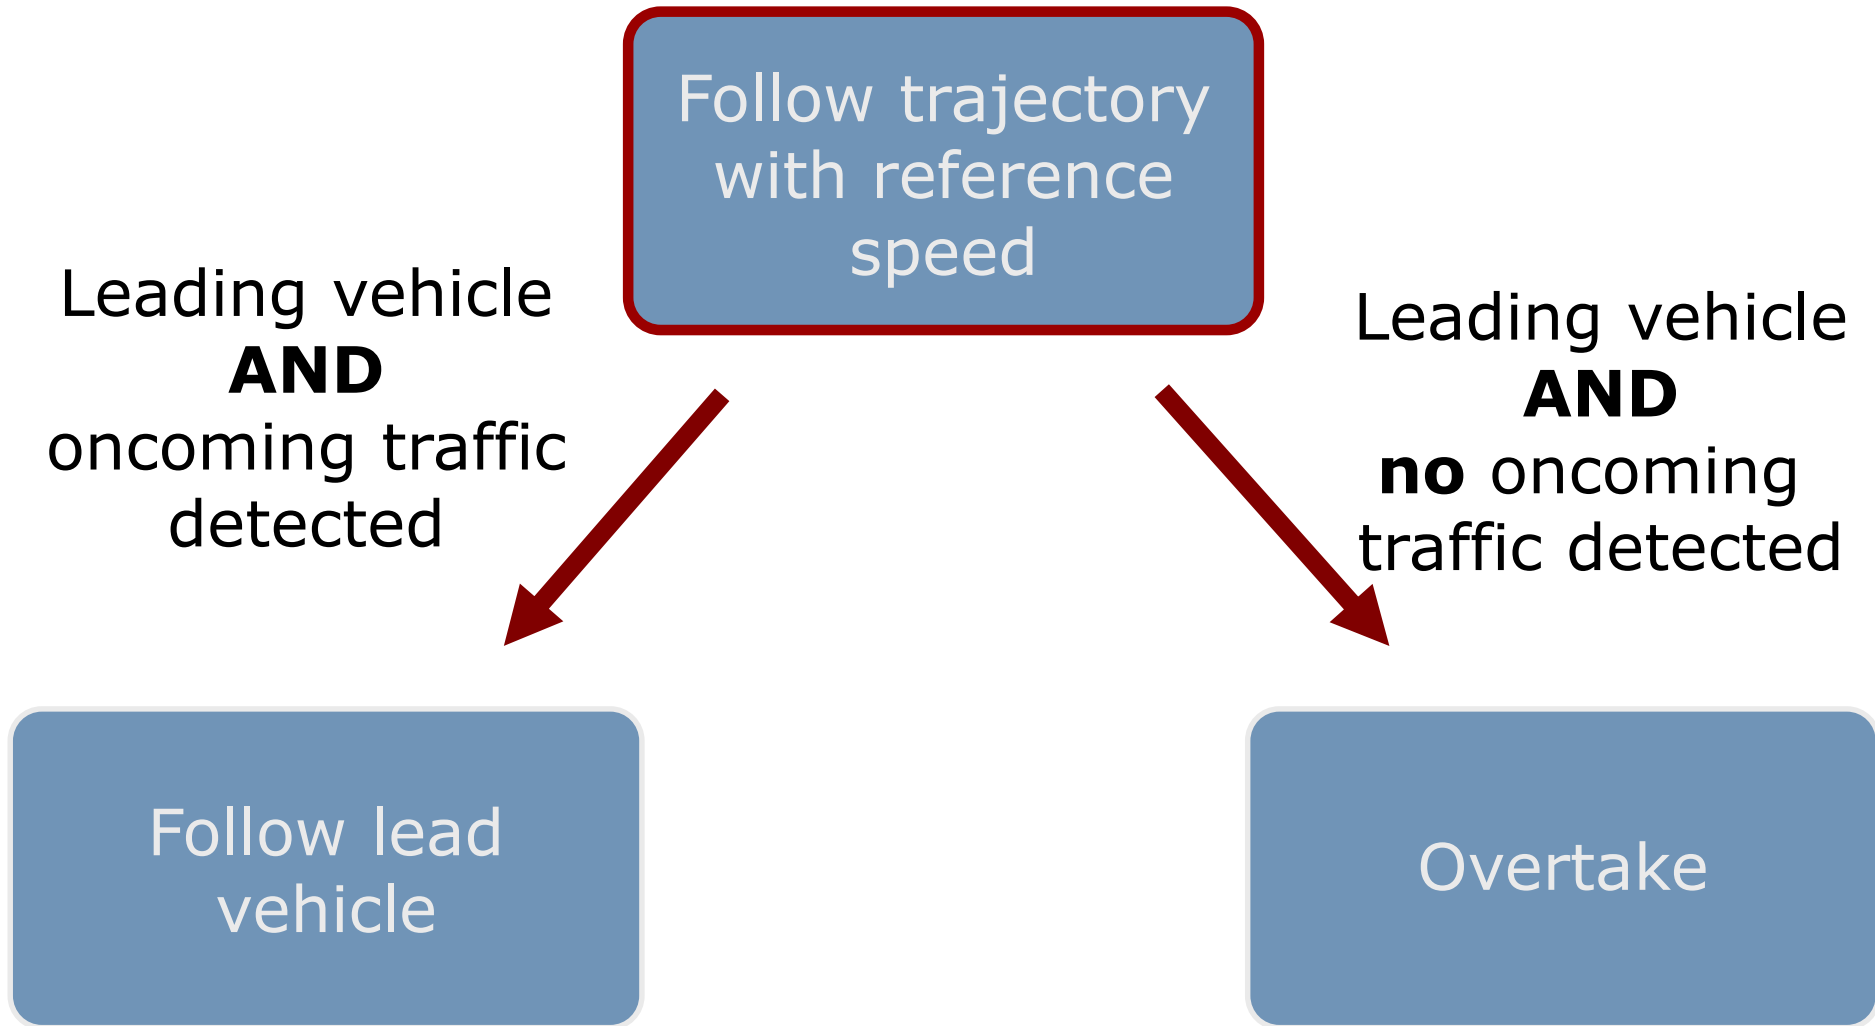 Follow trajectory
with reference
speed
Leading vehicle
AND
oncoming traffic
detected
Leading vehicle
AND
no oncoming
traffic detected
Follow lead
vehicle
Overtake